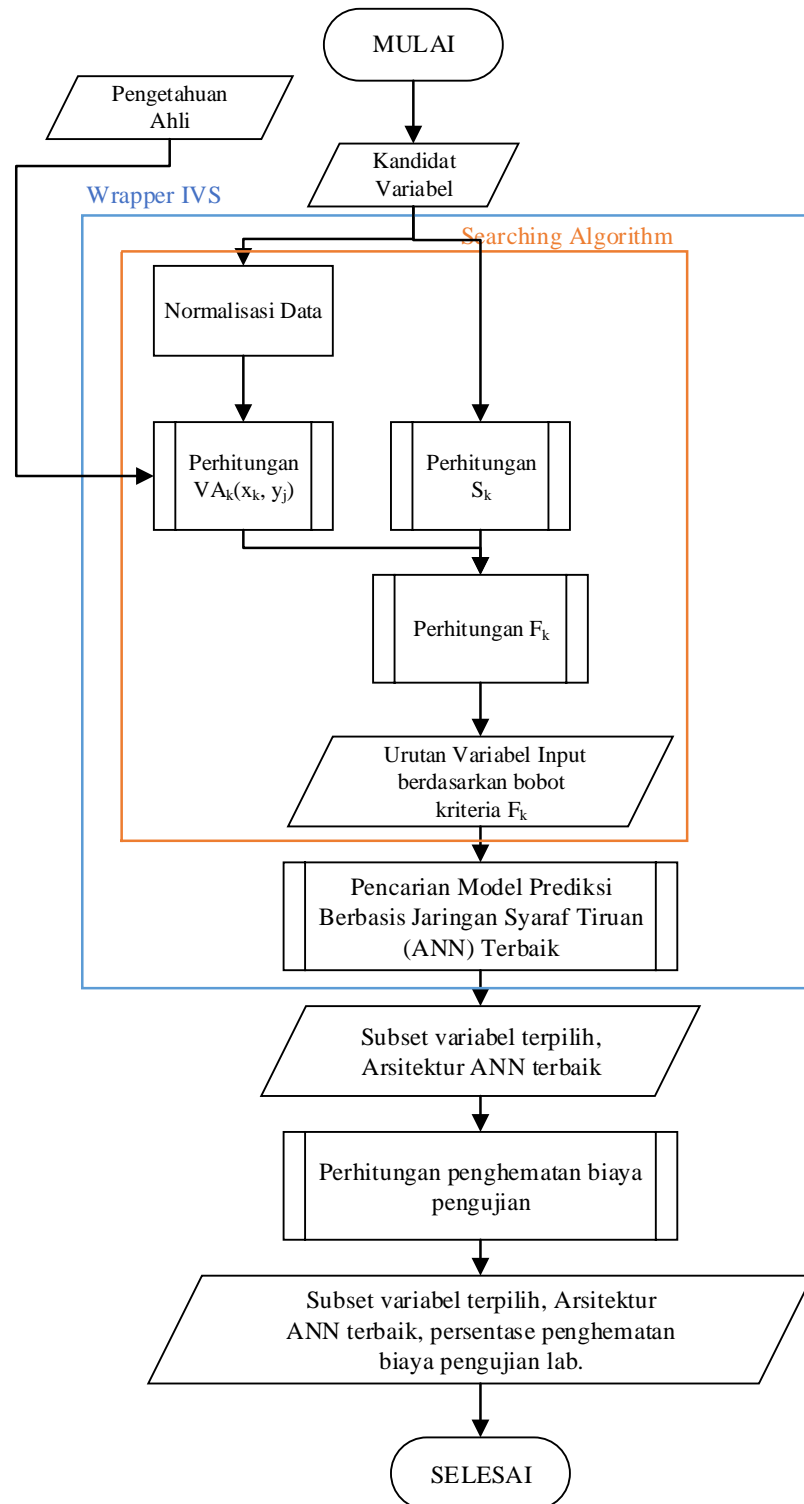 MULAI
Pengetahuan
Ahli
Kandidat
Variabel
Wrapper IVS
Searching Algorithm
Normalisasi Data
Perhitungan
VAₖ(xₖ, yⱼ)
Perhitungan
Sₖ
Perhitungan Fₖ
Urutan Variabel Input
berdasarkan bobot
kriteria Fₖ
Pencarian Model Prediksi
Berbasis Jaringan Syaraf Tiruan
(ANN) Terbaik
Subset variabel terpilih,
Arsitektur ANN terbaik
Perhitungan penghematan biaya
pengujian
Subset variabel terpilih, Arsitektur
ANN terbaik, persentase penghematan
biaya pengujian lab.
SELESAI